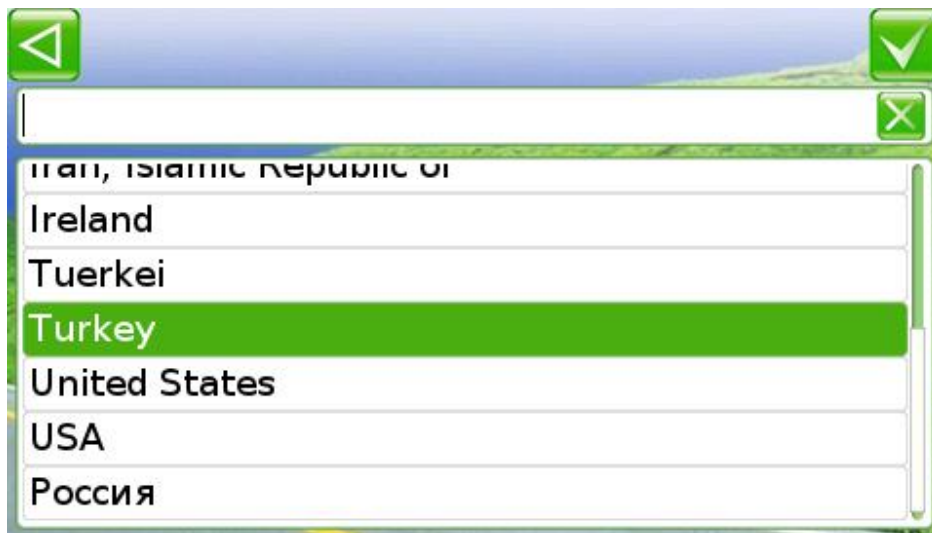 Iran, Islamic Republic of
Ireland
Tuerkei
Turkey
United States
USA
Россия